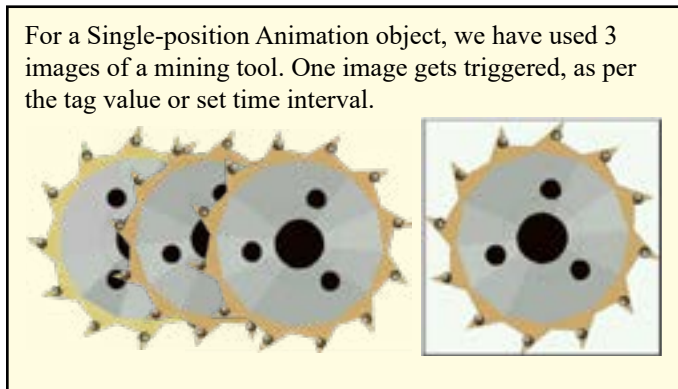 For a Single-position Animation object, we have used 3
images of a mining tool. One image gets triggered, as per
the tag value or set time interval.